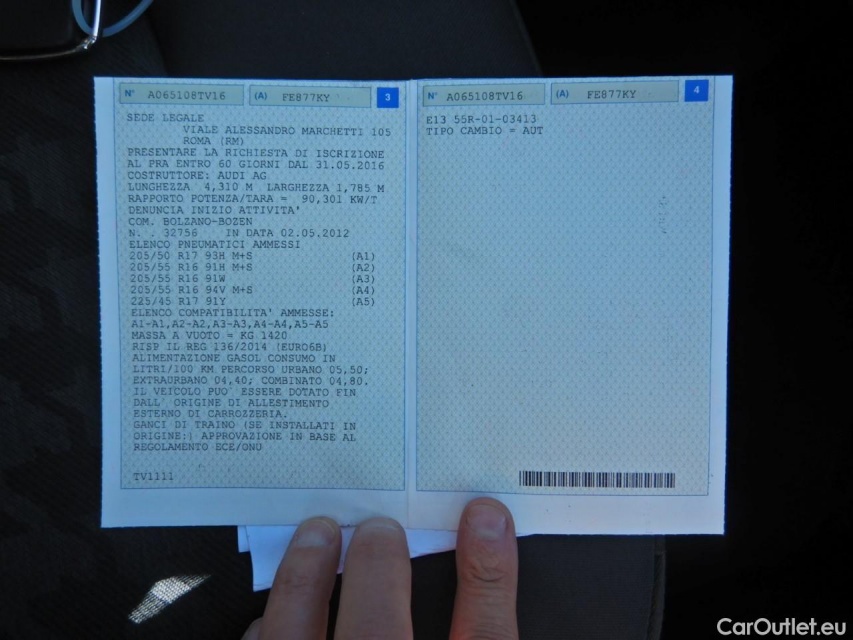 N° A065108TV16 (A) FE877KY 3
SEDE LEGALE
VIALE ALESSANDRO MARCHETTI 105
ROMA (RM)
PRESENTARE LA RICHIESTA DI ISCRIZIONE
AL PRA ENTRO 60 GIORNI DAL 31.05.2016
COSTRUTTORE: AUDI AG
LUNGHEZZA 4,310 M LARGHEZZA 1,785 M
RAPPORTO POTENZA/TARA = 90,301 KW/T
DENUNCIA INIZIO ATTIVITA'
COM. BOLZANO-BOZEN
N. . 32756 IN DATA 02.05.2012
ELENCO PNEUMATICI AMMESSI
205/50 R17 93H M+S (A1)
205/55 R16 91H M+S (A2)
205/55 R16 91W (A3)
205/55 R16 94V M+S (A4)
225/45 R17 91Y (A5)
ELENCO COMPATIBILITA' AMMESSE:
A1-A1,A2-A2,A3-A3,A4-A4,A5-A5
MASSA A VUOTO = KG 1420
RISP IL REG 136/2014 (EURO6B)
ALIMENTAZIONE GASOL CONSUMO IN
LITRI/100 KM PERCORSO URBANO 05,50;
EXTRAURBANO 04,40; COMBINATO 04,80.
IL VEICOLO PUO' ESSERE DOTATO FIN
DALL' ORIGINE DI ALLESTIMENTO
ESTERNO DI CARROZZERIA.
GANCI DI TRAINO (SE INSTALLATI IN
ORIGINE:) APPROVAZIONE IN BASE AL
REGOLAMENTO ECE/ONU
TV1111
N° A065108TV16 (A) FE877KY 4
E13 55R-01-03413
TIPO CAMBIO = AUT
CarOutlet.eu